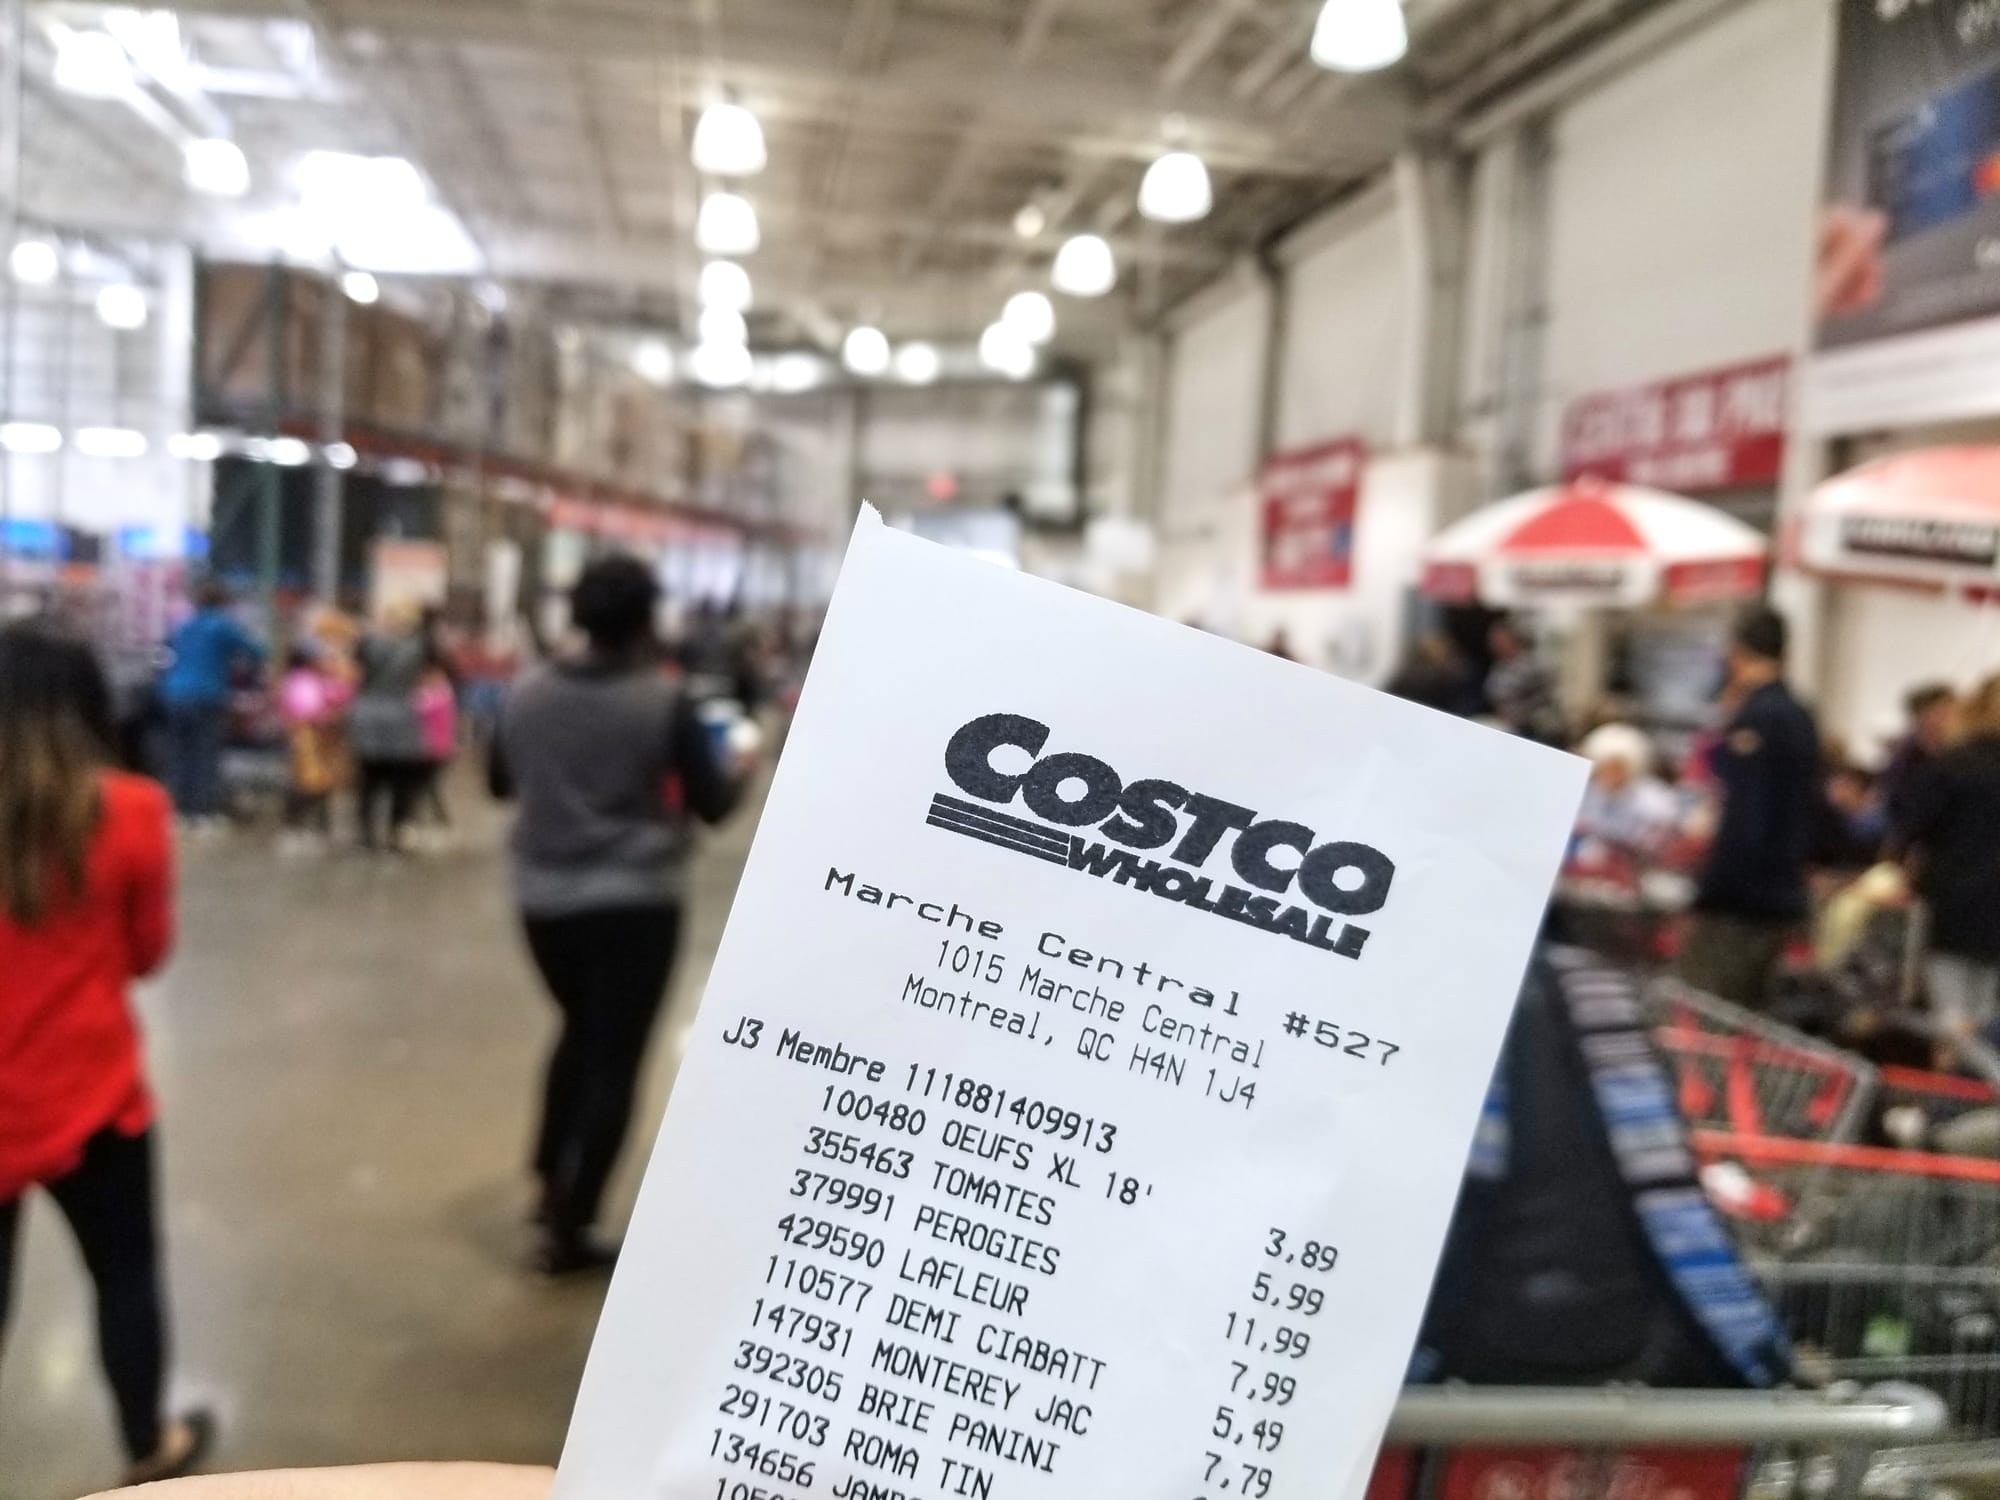 COSTCO
WHOLESALE
Marche Central #527
1015 Marche Central
Montreal, QC H4N 1J4
J3 Membre 111881409913
100480 OEUFS XL 18' 3,89
355463 TOMATES 5,99
379991 PEROGIES 11,99
429590 LAFLEUR 7,99
110577 DEMI CIABATT 5,49
147931 MONTEREY JAC 7,79
392305 BRIE PANINI
291703 ROMA TIN
134656